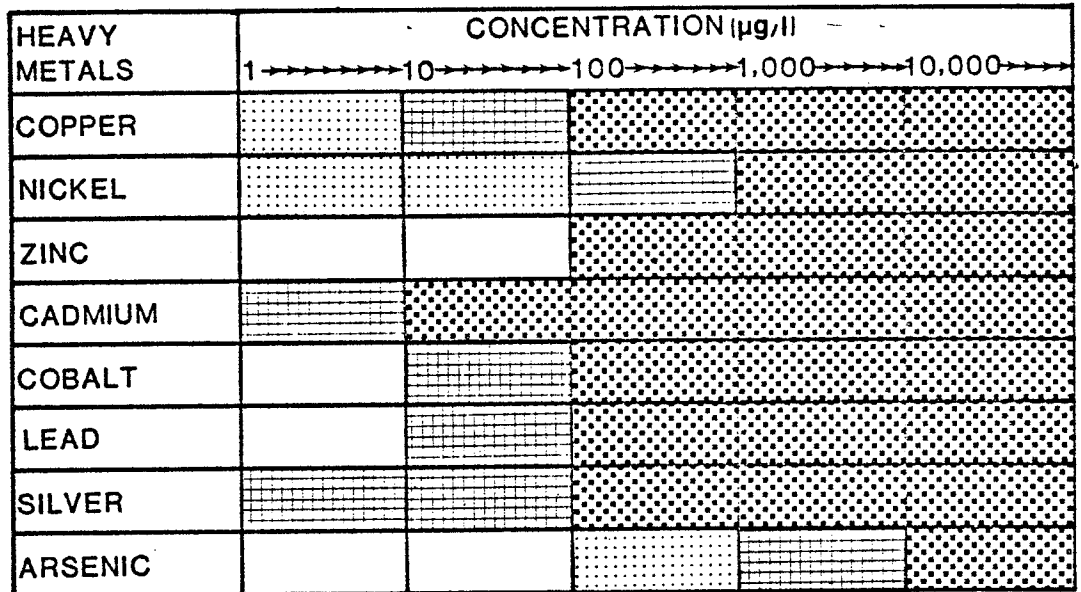 HEAVY METALS
CONCENTRATION (µg/l)
1 10 100 1,000 10,000
COPPER
NICKEL
ZINC
CADMIUM
COBALT
LEAD
SILVER
ARSENIC